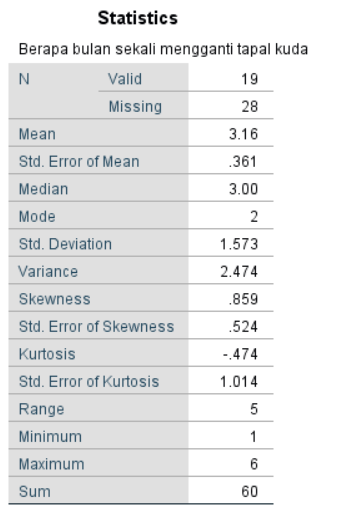 Statistics
Berapa bulan sekali mengganti tapal kuda
N Valid 19
Missing 28
Mean 3.16
Std. Error of Mean .361
Median 3.00
Mode 2
Std. Deviation 1.573
Variance 2.474
Skewness .859
Std. Error of Skewness .524
Kurtosis -.474
Std. Error of Kurtosis 1.014
Range 5
Minimum 1
Maximum 6
Sum 60